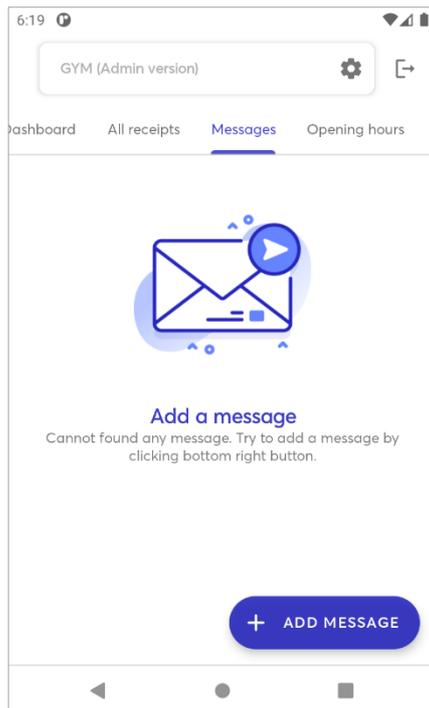 6:19
GYM (Admin version)
Dashboard All receipts Messages Opening hours
Add a message
Cannot found any message. Try to add a message by
clicking bottom right button.
+ ADD MESSAGE